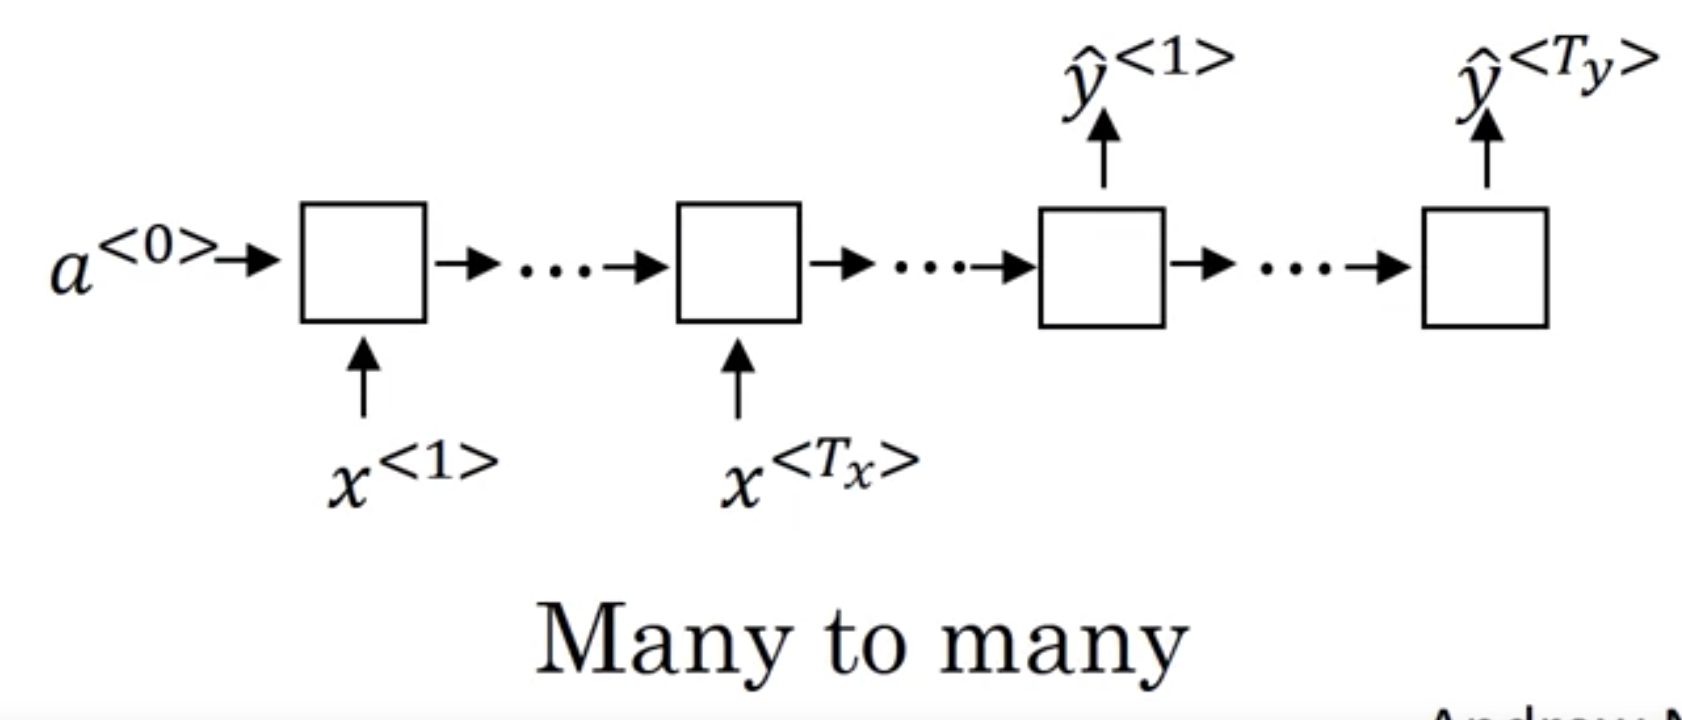 ŷ<1> ŷ<Ty>
a<0> ... ... ...
x<1> x<Tx>
Many to many